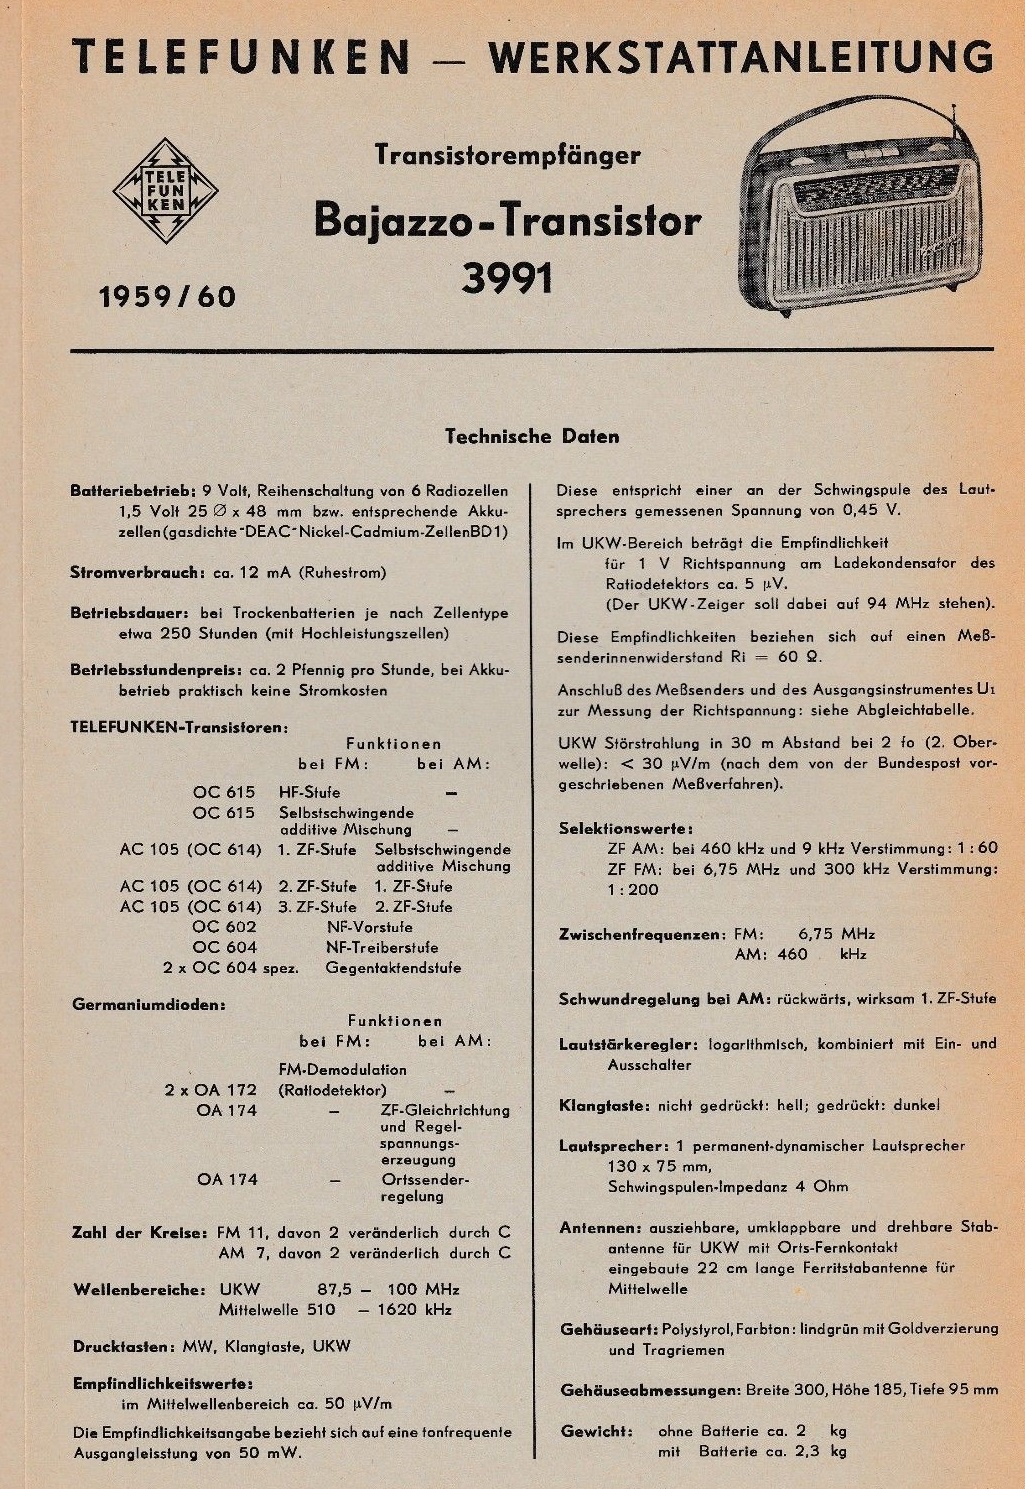 TELEFUNKEN — WERKSTATTANLEITUNG
TELE
FUN
KEN
1959/60
Transistorempfänger
Bajazzo-Transistor
3991
Technische Daten
Batteriebetrieb: 9 Volt, Reihenschaltung von 6 Radiozellen
1,5 Volt 25 Ø x 48 mm bzw. entsprechende Akku-
zellen (gasdichte "DEAC" Nickel-Cadmium-Zellen BD1)
Stromverbrauch: ca. 12 mA (Ruhestrom)
Betriebsdauer: bei Trockenbatterien je nach Zellentype
etwa 250 Stunden (mit Hochleistungszellen)
Betriebsstundenpreis: ca. 2 Pfennig pro Stunde, bei Akku-
betrieb praktisch keine Stromkosten
TELEFUNKEN-Transistoren:
Funktionen
bei FM: bei AM:
OC 615 HF-Stufe —
OC 615 Selbstschwingende
additive Mischung —
AC 105 (OC 614) 1. ZF-Stufe Selbstschwingende
additive Mischung
AC 105 (OC 614) 2. ZF-Stufe 1. ZF-Stufe
AC 105 (OC 614) 3. ZF-Stufe 2. ZF-Stufe
OC 602 NF-Vorstufe
OC 604 NF-Treiberstufe
2 x OC 604 spez. Gegentaktendstufe
Germaniumdioden:
Funktionen
bei FM: bei AM:
FM-Demodulation
2 x OA 172 (Ratiodetektor) —
OA 174 — ZF-Gleichrichtung
und Regel-
spannungs-
erzeugung
OA 174 — Ortssender-
regelung
Zahl der Kreise: FM 11, davon 2 veränderlich durch C
AM 7, davon 2 veränderlich durch C
Wellenbereiche: UKW 87,5 — 100 MHz
Mittelwelle 510 — 1620 kHz
Drucktasten: MW, Klangtaste, UKW
Empfindlichkeitswerte:
im Mittelwellenbereich ca. 50 µV/m
Die Empfindlichkeitsangabe bezieht sich auf eine tonfrequente
Ausgangleisstung von 50 mW.
Diese entspricht einer an der Schwingspule des Laut-
sprechers gemessenen Spannung von 0,45 V.
Im UKW-Bereich beträgt die Empfindlichkeit
für 1 V Richtspannung am Ladekondensator des
Ratiodetektors ca. 5 µV.
(Der UKW-Zeiger soll dabei auf 94 MHz stehen).
Diese Empfindlichkeiten beziehen sich auf einen Meß-
senderinnenwiderstand Ri = 60 Ω.
Anschluß des Meßsenders und des Ausgangsinstrumentes U1
zur Messung der Richtspannung: siehe Abgleichtabelle.
UKW Störstrahlung in 30 m Abstand bei 2 fo (2. Ober-
welle): < 30 µV/m (nach dem von der Bundespost vor-
geschriebenen Meßverfahren).
Selektionswerte:
ZF AM: bei 460 kHz und 9 kHz Verstimmung: 1 : 60
ZF FM: bei 6,75 MHz und 300 kHz Verstimmung:
1 : 200
Zwischenfrequenzen: FM: 6,75 MHz
AM: 460 kHz
Schwundregelung bei AM: rückwärts, wirksam 1. ZF-Stufe
Lautstärkeregler: logarithmisch, kombiniert mit Ein- und
Ausschalter
Klangtaste: nicht gedrückt: hell; gedrückt: dunkel
Lautsprecher: 1 permanent-dynamischer Lautsprecher
130 x 75 mm,
Schwingspulen-Impedanz 4 Ohm
Antennen: ausziehbare, umklappbare und drehbare Stab-
antenne für UKW mit Orts-Fernkontakt
eingebaute 22 cm lange Ferritstabantenne für
Mittelwelle
Gehäuseart: Polystyrol, Farbton: lindgrün mit Goldverzierung
und Tragriemen
Gehäuseabmessungen: Breite 300, Höhe 185, Tiefe 95 mm
Gewicht: ohne Batterie ca. 2 kg
mit Batterie ca. 2,3 kg